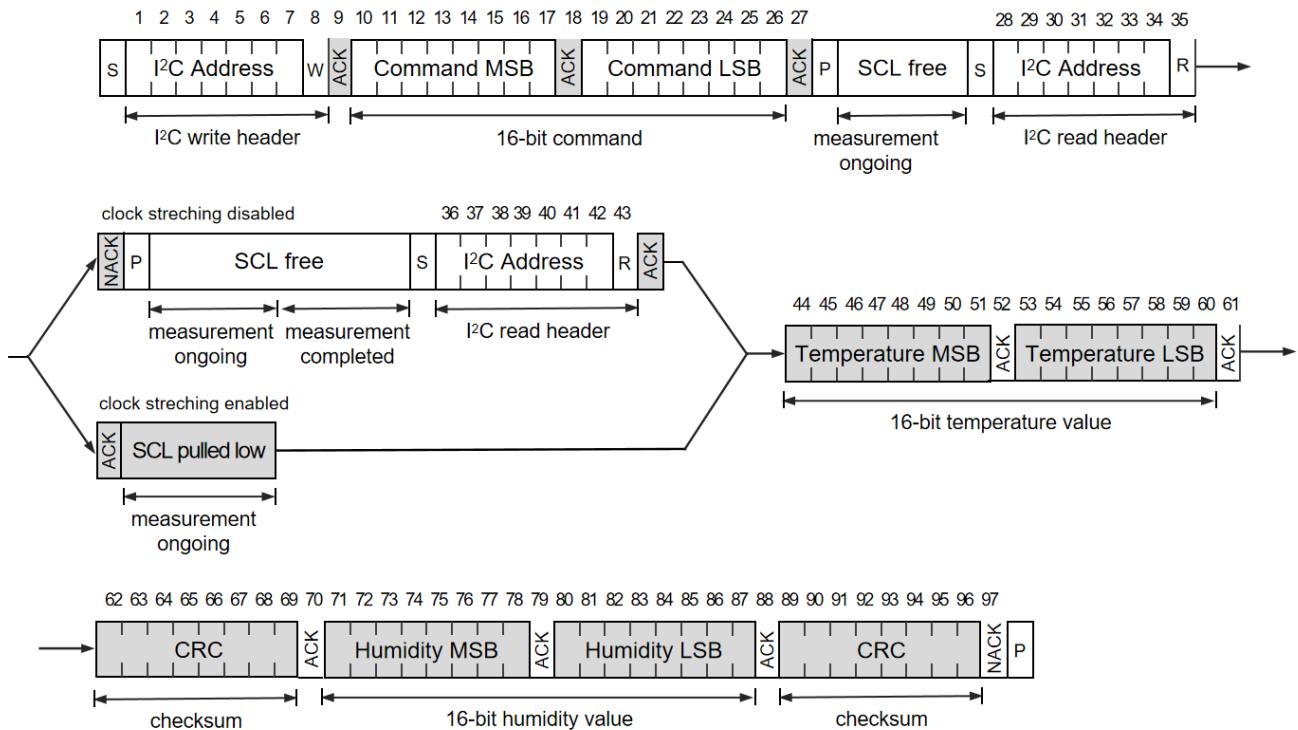 1 2 3 4 5 6 7 8 9 10 11 12 13 14 15 16 17 18 19 20 21 22 23 24 25 26 27 28 29 30 31 32 33 34 35
S I²C Address W ACK Command MSB ACK Command LSB ACK P SCL free S I²C Address R
I²C write header 16-bit command measurement ongoing I²C read header
clock streching disabled 36 37 38 39 40 41 42 43
NACK P SCL free S I²C Address R ACK
measurement ongoing measurement completed I²C read header
44 45 46 47 48 49 50 51 52 53 54 55 56 57 58 59 60 61
Temperature MSB ACK Temperature LSB ACK
16-bit temperature value
clock streching enabled
ACK SCL pulled low
measurement ongoing
62 63 64 65 66 67 68 69 70 71 72 73 74 75 76 77 78 79 80 81 82 83 84 85 86 87 88 89 90 91 92 93 94 95 96 97
CRC ACK Humidity MSB ACK Humidity LSB ACK CRC NACK P
checksum 16-bit humidity value checksum